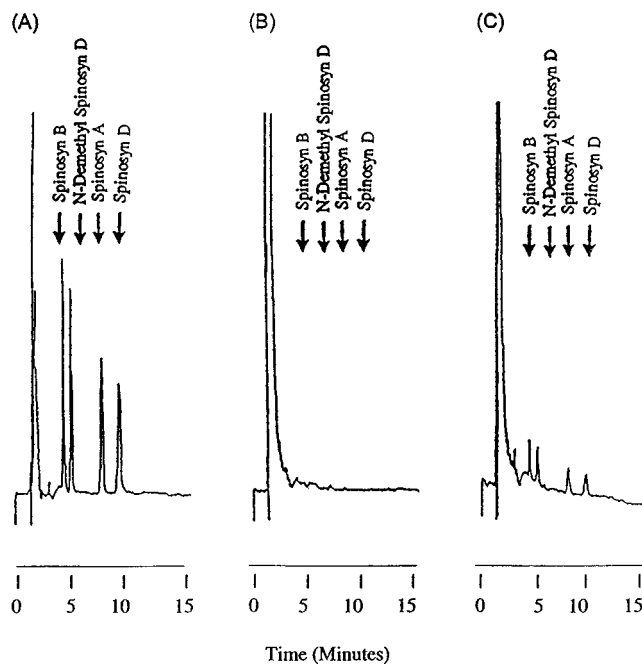 (A)
Spinosyn B
N-Demethyl Spinosyn D
Spinosyn A
Spinosyn D
0 5 10 15
(B)
Spinosyn B
N-Demethyl Spinosyn D
Spinosyn A
Spinosyn D
0 5 10 15
(C)
Spinosyn B
N-Demethyl Spinosyn D
Spinosyn A
Spinosyn D
0 5 10 15
Time (Minutes)